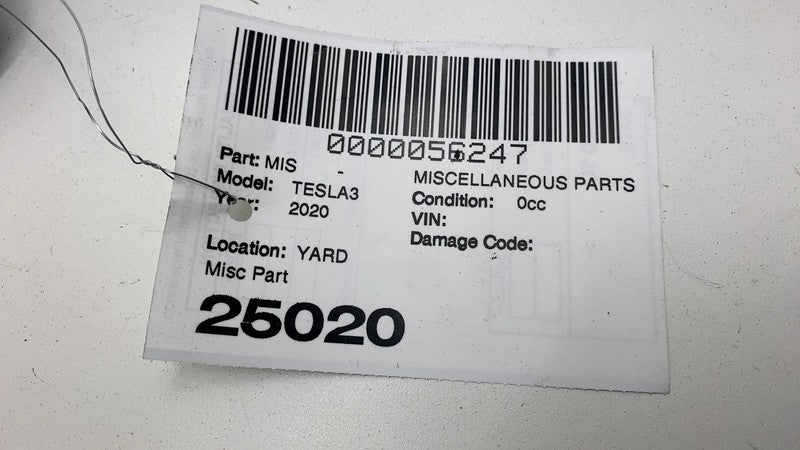 0000056247
Part: MIS -
MISCELLANEOUS PARTS
Model: TESLA3
Condition: 0cc
Year: 2020
VIN:
Damage Code:
Location: YARD
Misc Part
25020